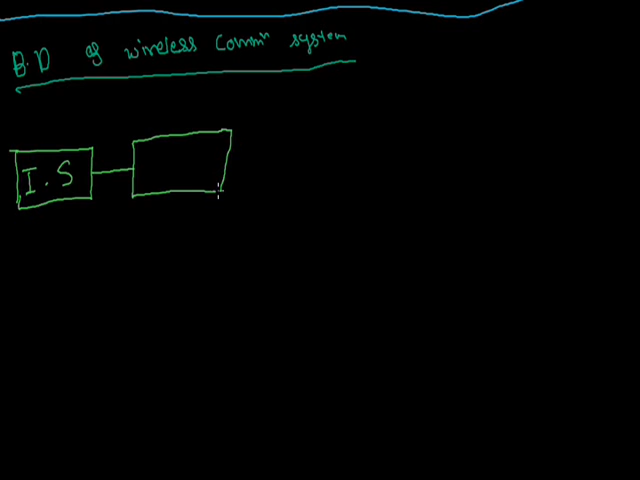 B.D of wireless Commⁿ system
I.S